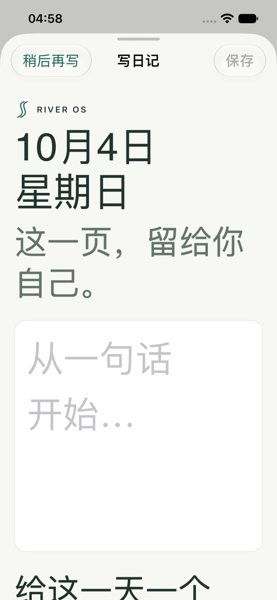 04:58
稍后再写
写日记
保存
RIVER OS
10月4日
星期日
这一页，留给你
自己。
从一句话
开始...
给这一天一个